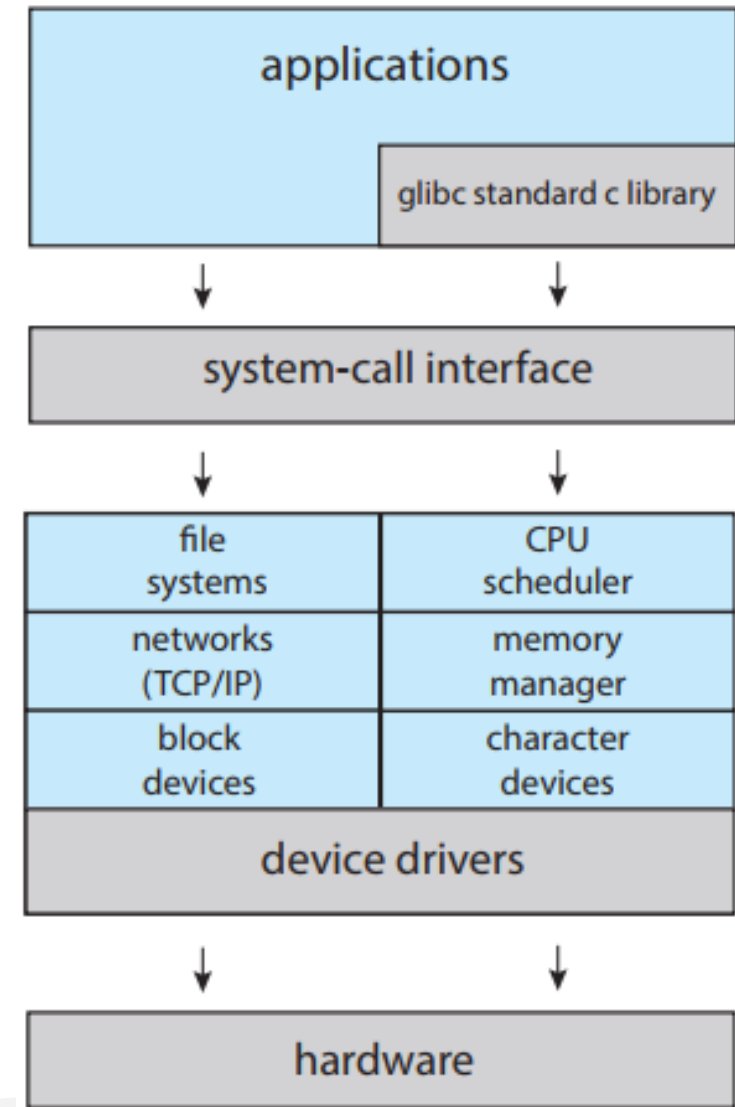 applications
glibc standard c library
system-call interface
file
systems
CPU
scheduler
networks
(TCP/IP)
memory
manager
block
devices
character
devices
device drivers
hardware